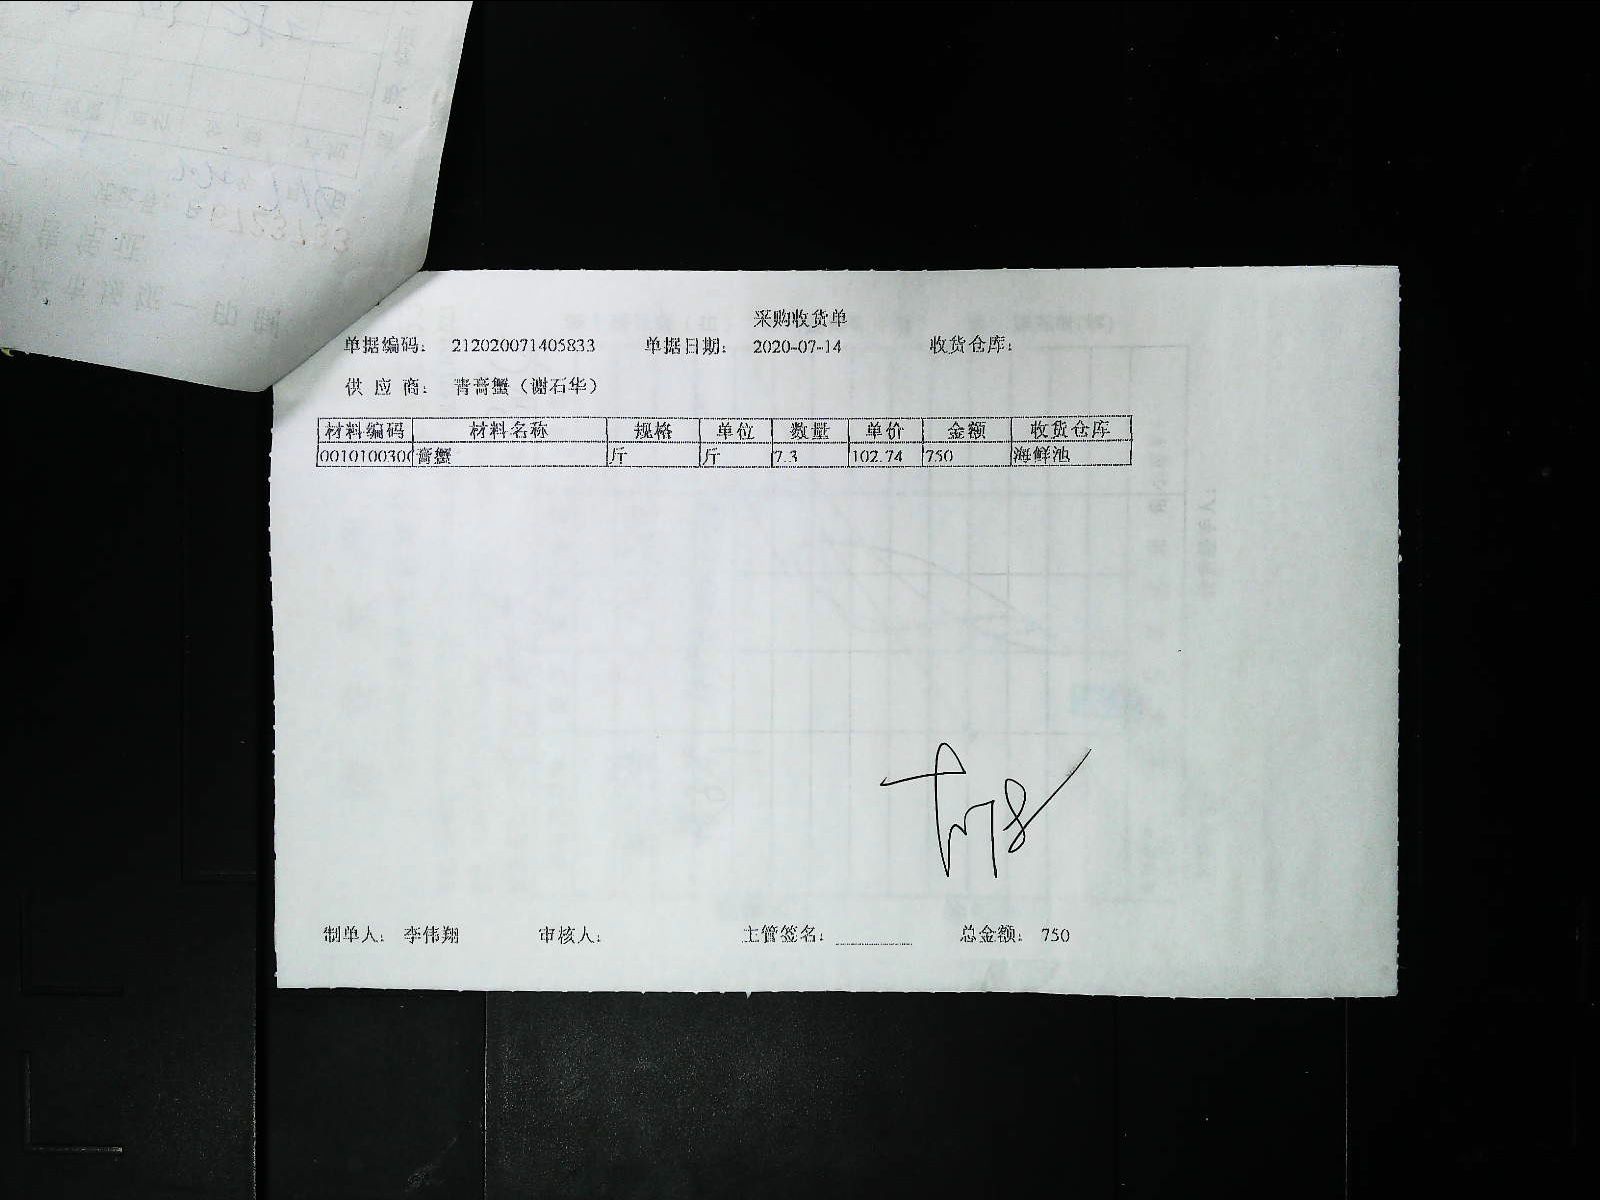 采购收货单
单据编码： 212020071405833 单据日期： 2020-07-14 收货仓库：
供 应 商： 青膏蟹（谢石华）
材料编码 材料名称 规格 单位 数量 单价 金额 收货仓库
0010100300 膏蟹 斤 斤 7.3 102.74 750 海鲜池
制单人： 李伟翔 审核人： 主管签名： 总金额： 750